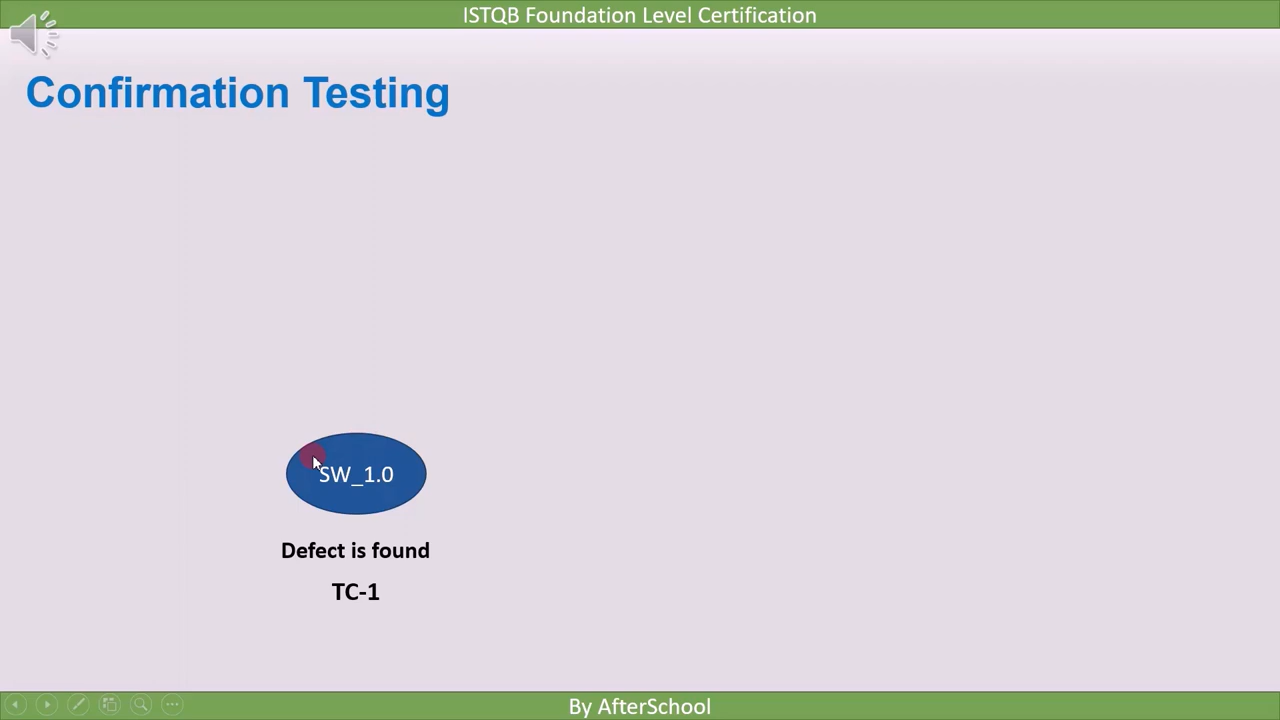 ISTQB Foundation Level Certification
Confirmation Testing
SW_1.0
Defect is found
TC-1
By AfterSchool